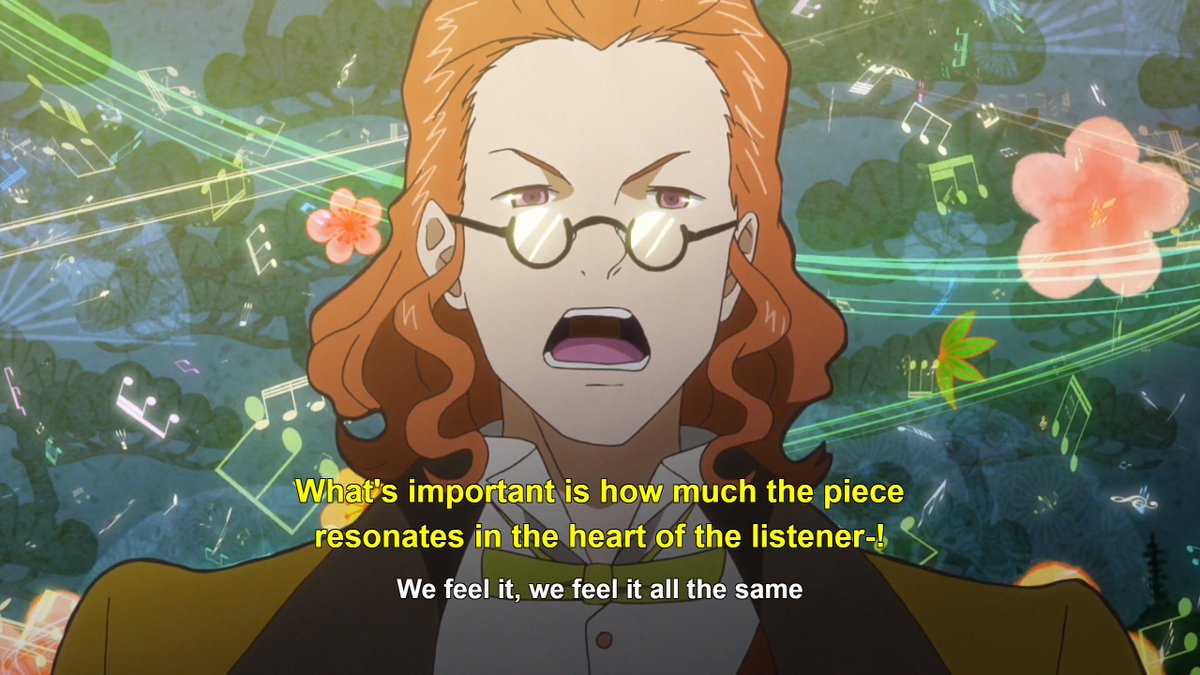 What's important is how much the piece
resonates in the heart of the listener-!
We feel it, we feel it all the same